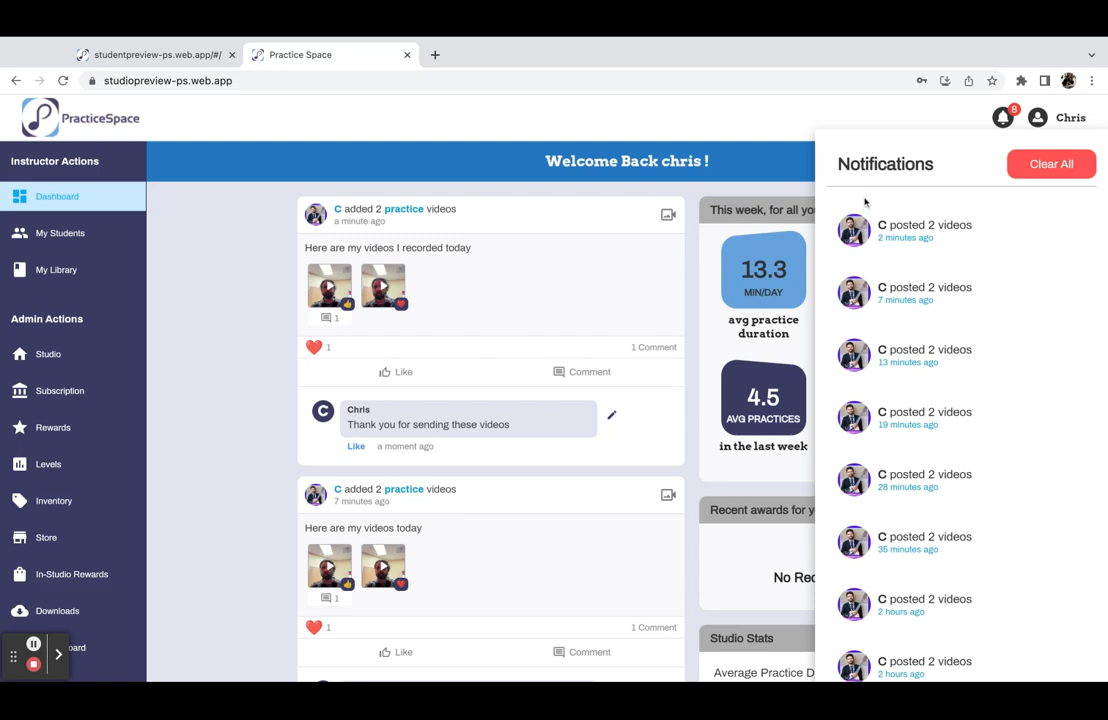 studentpreview-ps.web.app/#/
Practice Space
studiopreview-ps.web.app
PracticeSpace
8
Chris
Instructor Actions
Dashboard
My Students
My Library
Admin Actions
Studio
Subscription
Rewards
Levels
Inventory
Store
In-Studio Rewards
Downloads
Welcome Back chris !
C added 2 practice videos
a minute ago
Here are my videos I recorded today
1
1
1 Comment
Like
Comment
C
Chris
Thank you for sending these videos
Like a moment ago
C added 2 practice videos
7 minutes ago
Here are my videos today
1
1
1 Comment
Like
Comment
This week, for all you
13.3
MIN/DAY
avg practice
duration
4.5
AVG PRACTICES
in the last week
Recent awards for y
No Rec
Studio Stats
Average Practice D
Notifications
Clear All
C posted 2 videos
2 minutes ago
C posted 2 videos
7 minutes ago
C posted 2 videos
13 minutes ago
C posted 2 videos
19 minutes ago
C posted 2 videos
28 minutes ago
C posted 2 videos
35 minutes ago
C posted 2 videos
2 hours ago
C posted 2 videos
2 hours ago